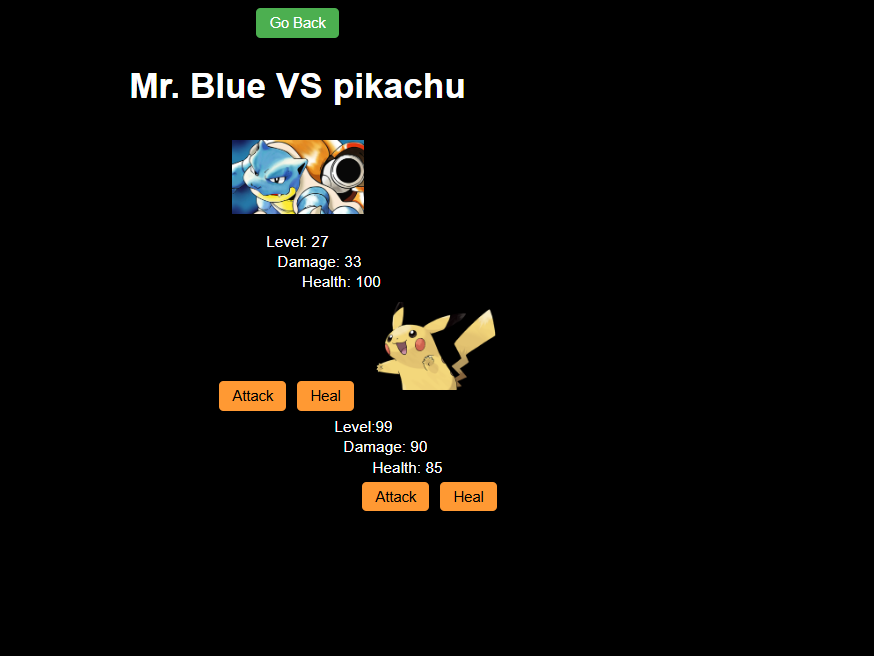 Go Back
Mr. Blue VS pikachu
Level: 27
Damage: 33
Health: 100
Attack Heal
Level:99
Damage: 90
Health: 85
Attack Heal